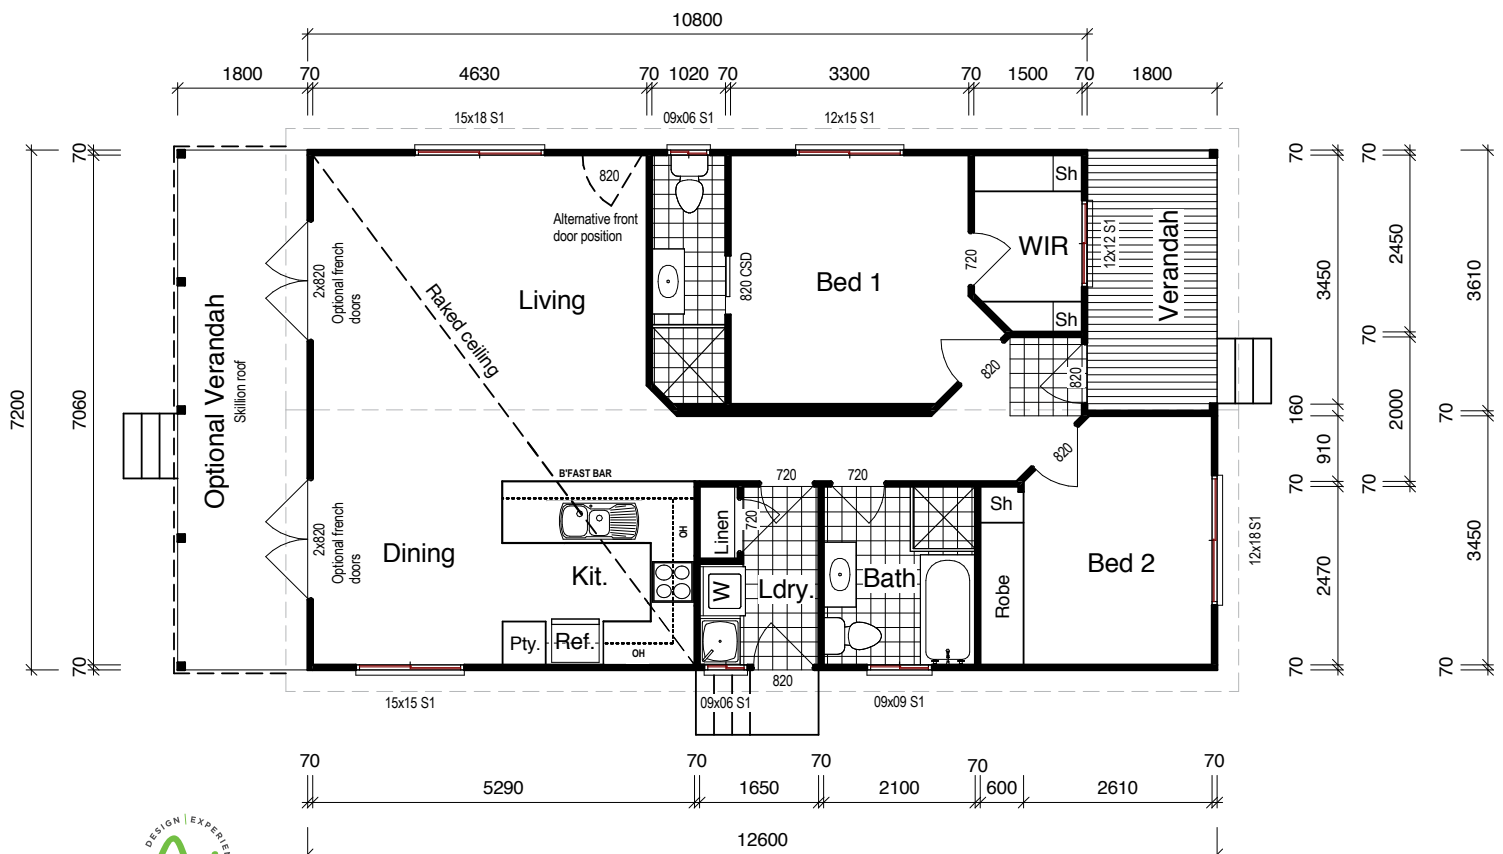 10800
1800 70 4630 70 1020 70 3300 70 1500 70 1800
15x18 S1 09x06 S1 12x15 S1
70
7060
7200
Optional Verandah
Skillion roof
2x820
Optional french
doors
820
Alternative front
door position
Living
Raked ceiling
820 CSD
Bed 1
720
Sh
WIR
Sh
12x12 S1
Verandah
820
820
2x820
Optional french
doors
Dining
B'FAST BAR
OH
Kit.
Pty.
Ref.
OH
Linen
720
720
W
Ldry.
820
720
Bath
Sh
Robe
820
Bed 2
12x18 S1
70
15x15 S1 09x06 S1 09x09 S1
70
3450
160
910
70
2470
70
70
2450
70
2000
70
3610
70
3450
70
70 5290 70 1650 70 2100 70 600 2610 70
12600
DESIGN | EXPERIE